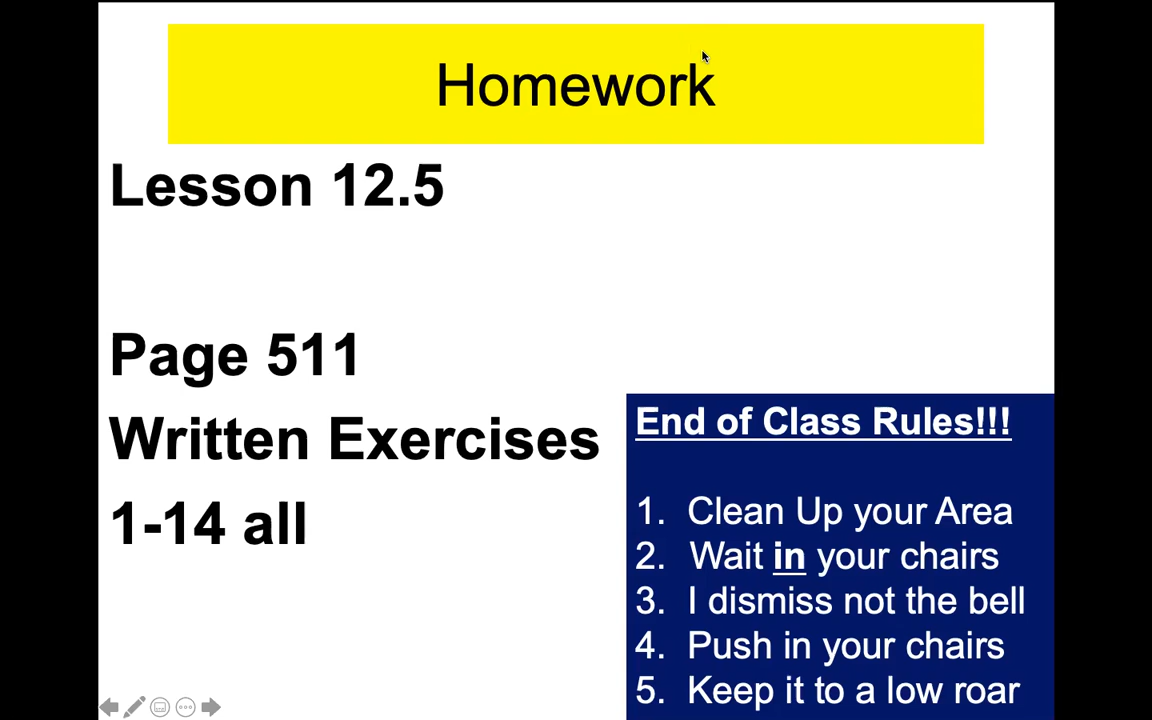 Homework
Lesson 12.5
Page 511
Written Exercises
1-14 all
End of Class Rules!!!
1. Clean Up your Area
2. Wait in your chairs
3. I dismiss not the bell
4. Push in your chairs
5. Keep it to a low roar